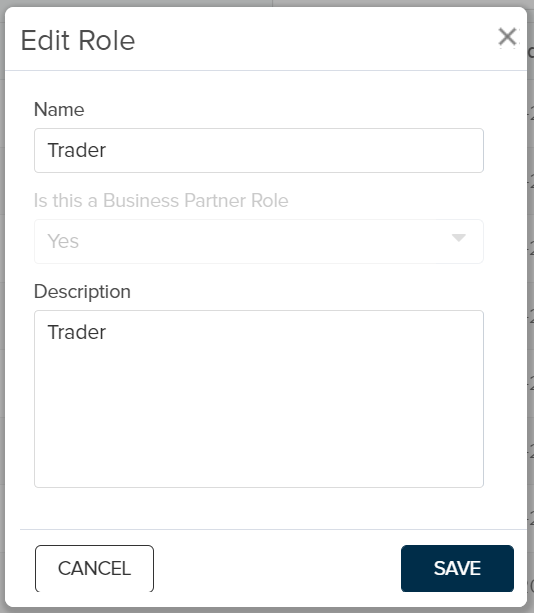 Edit Role
Name
Trader
Is this a Business Partner Role
Yes
Description
Trader
CANCEL
SAVE